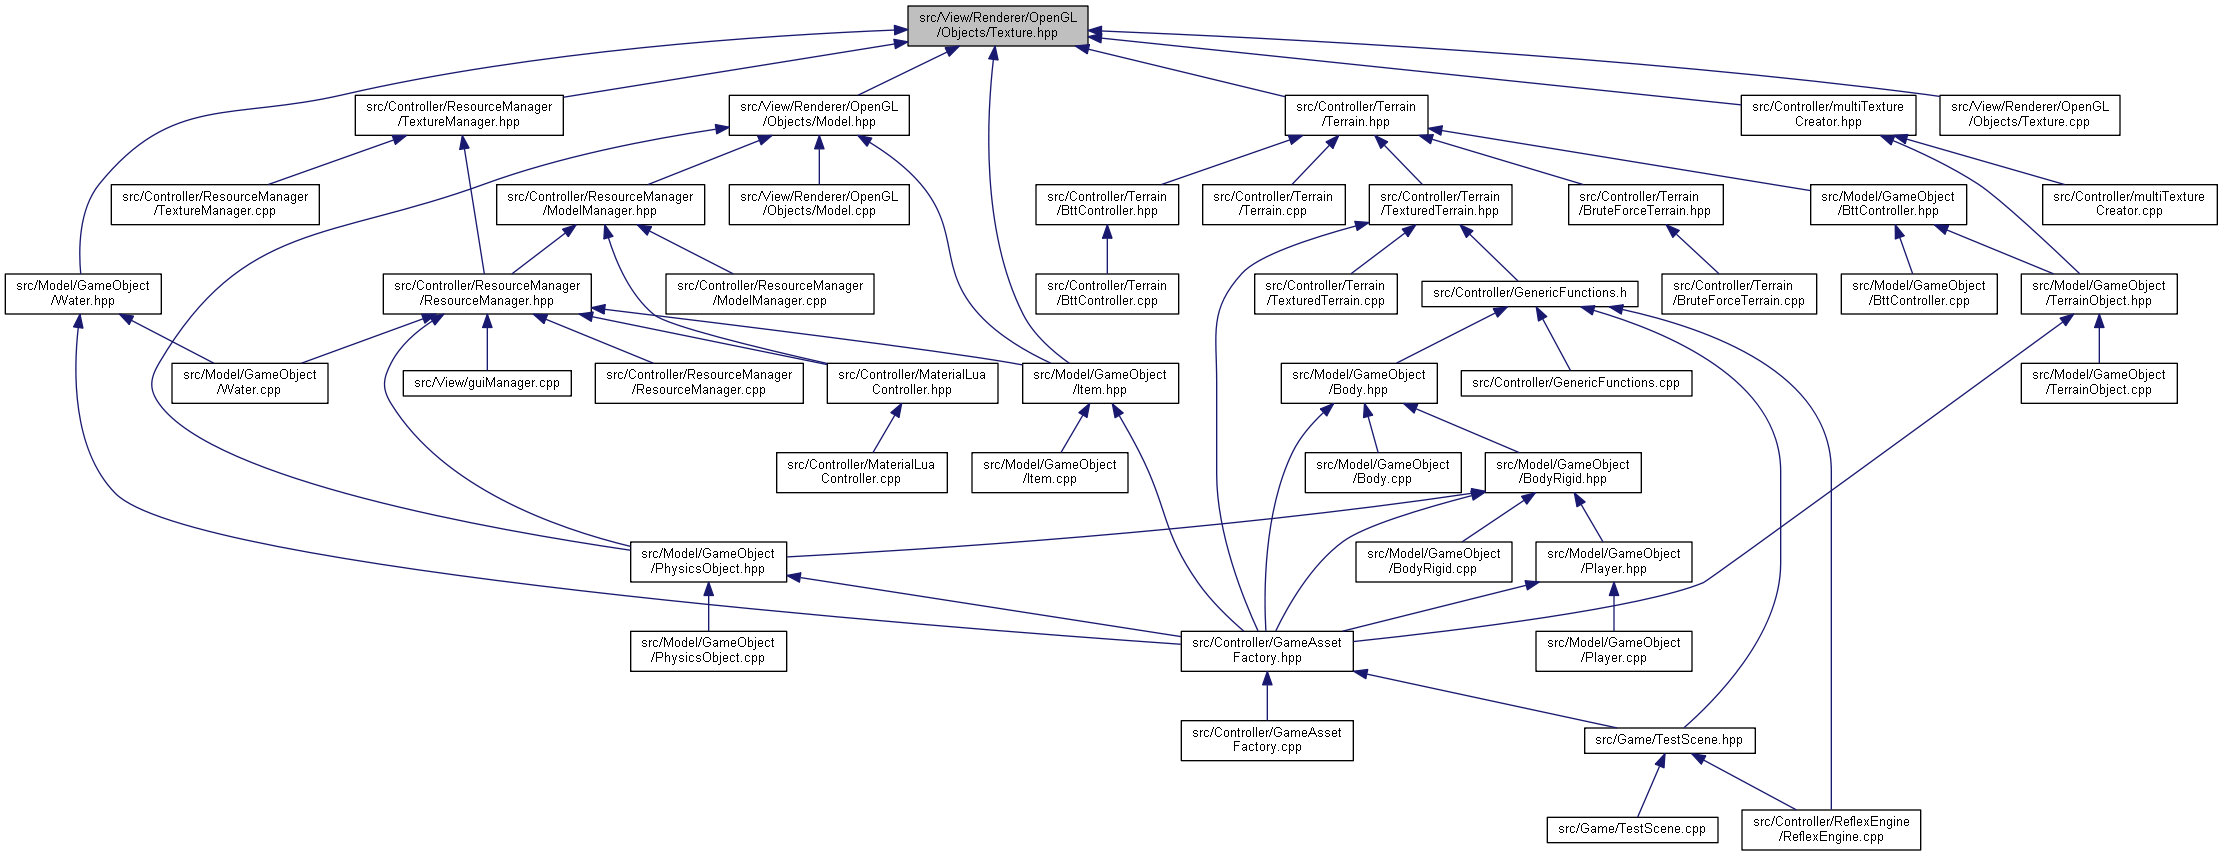 src/View/Renderer/OpenGL
/Objects/Texture.hpp
src/Controller/ResourceManager
/TextureManager.hpp
src/View/Renderer/OpenGL
/Objects/Model.hpp
src/Controller/Terrain
/Terrain.hpp
src/Controller/multiTexture
Creator.hpp
src/View/Renderer/OpenGL
/Objects/Texture.cpp
src/Controller/ResourceManager
/TextureManager.cpp
src/Controller/ResourceManager
/ModelManager.hpp
src/View/Renderer/OpenGL
/Objects/Model.cpp
src/Controller/Terrain
/BttController.hpp
src/Controller/Terrain
/Terrain.cpp
src/Controller/Terrain
/TexturedTerrain.hpp
src/Controller/Terrain
/BruteForceTerrain.hpp
src/Model/GameObject
/BttController.hpp
src/Controller/multiTexture
Creator.cpp
src/Model/GameObject
/Water.hpp
src/Controller/ResourceManager
/ResourceManager.hpp
src/Controller/ResourceManager
/ModelManager.cpp
src/Controller/Terrain
/BttController.cpp
src/Controller/Terrain
/TexturedTerrain.cpp
src/Controller/GenericFunctions.h
src/Controller/Terrain
/BruteForceTerrain.cpp
src/Model/GameObject
/BttController.cpp
src/Model/GameObject
/TerrainObject.hpp
src/Model/GameObject
/Water.cpp
src/View/guiManager.cpp
src/Controller/ResourceManager
/ResourceManager.cpp
src/Controller/MaterialLua
Controller.hpp
src/Model/GameObject
/Item.hpp
src/Model/GameObject
/Body.hpp
src/Controller/GenericFunctions.cpp
src/Model/GameObject
/TerrainObject.cpp
src/Controller/MaterialLua
Controller.cpp
src/Model/GameObject
/Item.cpp
src/Model/GameObject
/Body.cpp
src/Model/GameObject
/BodyRigid.hpp
src/Model/GameObject
/PhysicsObject.hpp
src/Model/GameObject
/BodyRigid.cpp
src/Model/GameObject
/Player.hpp
src/Model/GameObject
/PhysicsObject.cpp
src/Controller/GameAsset
Factory.hpp
src/Model/GameObject
/Player.cpp
src/Controller/GameAsset
Factory.cpp
src/Game/TestScene.hpp
src/Game/TestScene.cpp
src/Controller/ReflexEngine
/ReflexEngine.cpp